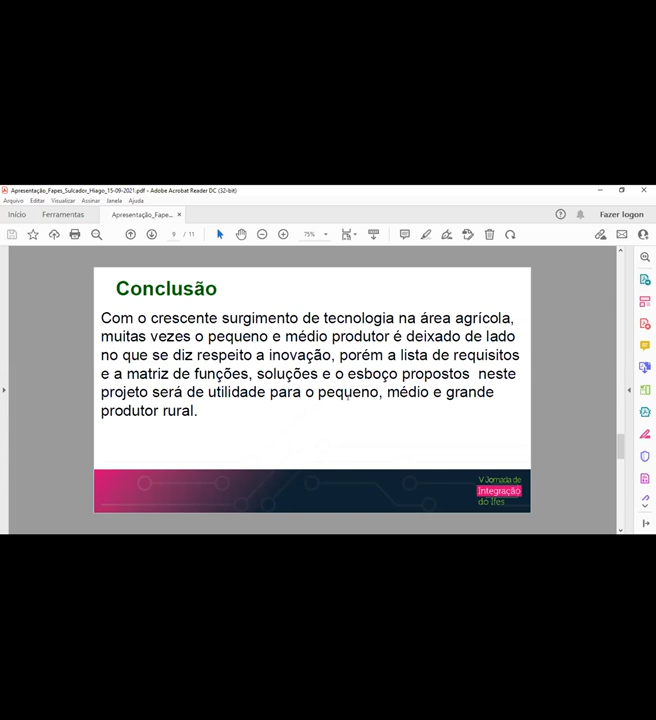 Apresentação_Fapes_Sulcador_Hiago_15-09-2021.pdf - Adobe Acrobat Reader DC (32-bit)
Arquivo Editar Visualizar Assinar Janela Ajuda
Início Ferramentas Apresentação_Fape... × Fazer logon
9 / 11 75%
Conclusão
Com o crescente surgimento de tecnologia na área agrícola,
muitas vezes o pequeno e médio produtor é deixado de lado
no que se diz respeito a inovação, porém a lista de requisitos
e a matriz de funções, soluções e o esboço propostos neste
projeto será de utilidade para o pequeno, médio e grande
produtor rural.
V Jornada de
Integração
do Ifes